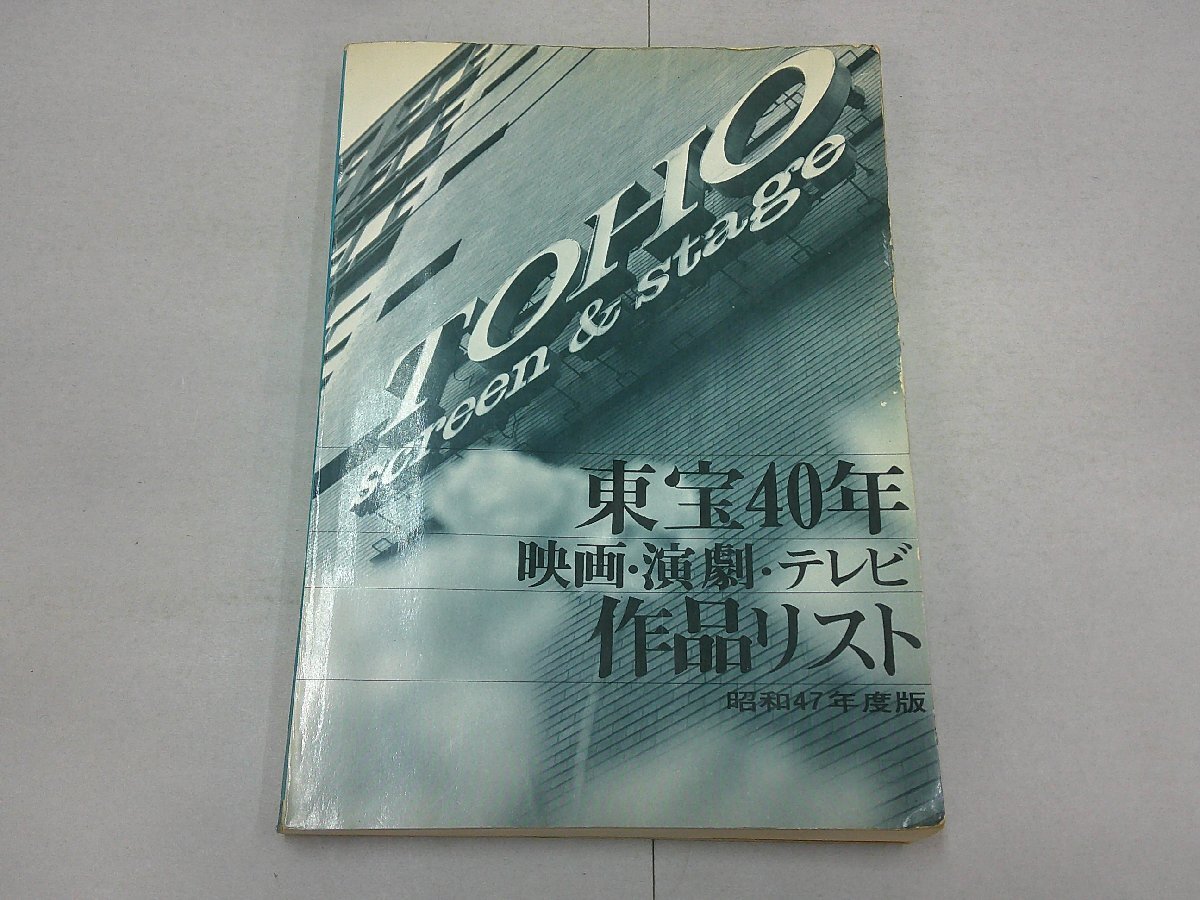 TOHO
screen & stage
東宝40年
映画・演劇・テレビ
作品リスト
昭和47年度版